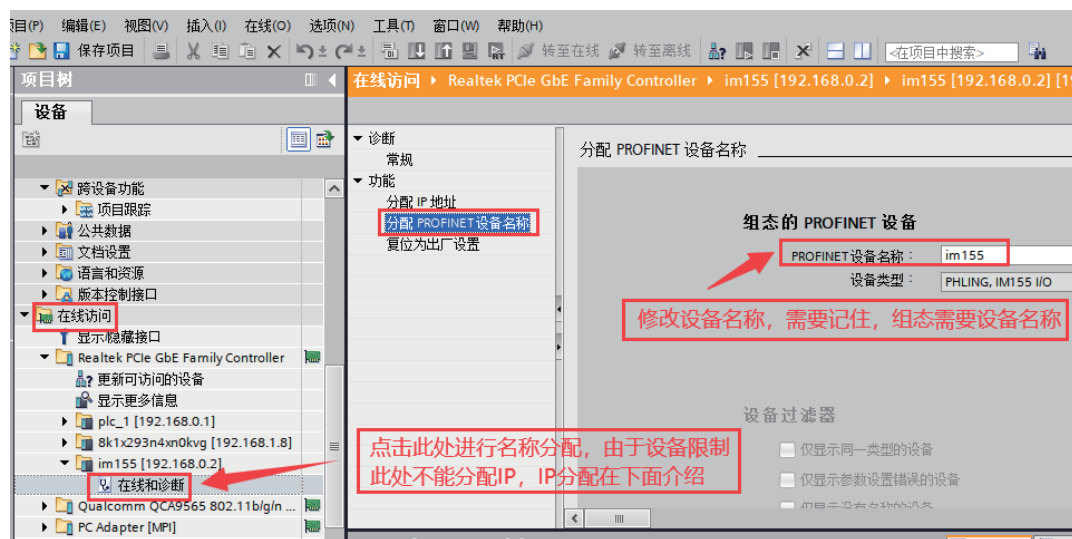 项目(P) 编辑(E) 视图(V) 插入(I) 在线(O) 选项(N) 工具(T) 窗口(W) 帮助(H)
保存项目 转至在线 转至离线 <在项目中搜索>
项目树
在线访问 Realtek PCIe GbE Family Controller im155 [192.168.0.2] im155 [192.168.0.2] [19
设备
诊断
常规
功能
分配 IP 地址
分配 PROFINET 设备名称
复位为出厂设置
分配 PROFINET 设备名称
跨设备功能
项目跟踪
公共数据
文档设置
语言和资源
版本控制接口
在线访问
显示/隐藏接口
Realtek PCIe GbE Family Controller
更新可访问的设备
显示更多信息
plc_1 [192.168.0.1]
8k1x293n4xn0kvg [192.168.1.8]
im155 [192.168.0.2]
在线和诊断
Qualcomm QCA9565 802.11b/g/n ...
PC Adapter [MPI]
组态的 PROFINET 设备
PROFINET设备名称： im155
设备类型： PHLING, IM155 I/O
修改设备名称，需要记住，组态需要设备名称
点击此处进行名称分配，由于设备限制
此处不能分配IP，IP分配在下面介绍
设备过滤器
仅显示同一类型的设备
仅显示参数设置错误的设备
仅显示没有名称的设备